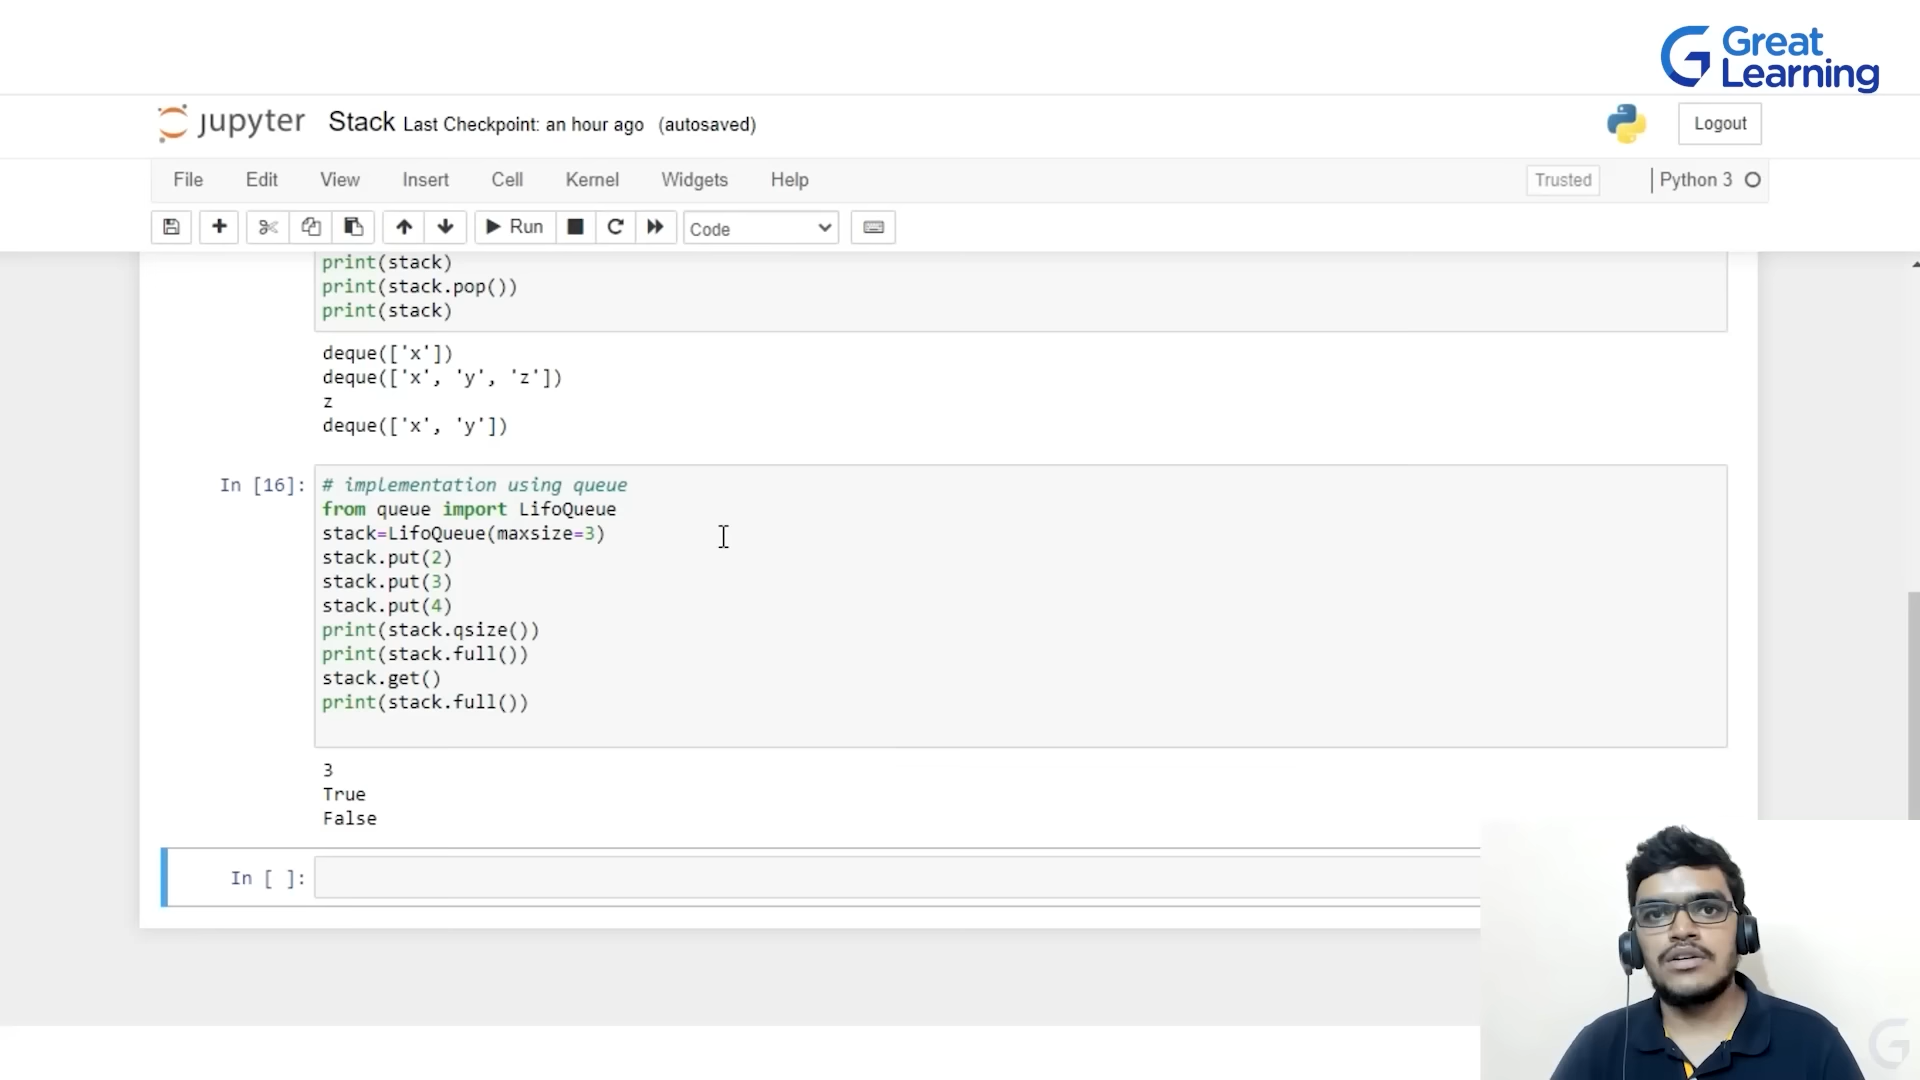 Great
Learning
jupyter Stack Last Checkpoint: an hour ago (autosaved)
Logout
File Edit View Insert Cell Kernel Widgets Help
Trusted
Python 3
Run
Code
print(stack)
print(stack.pop())
print(stack)
deque(['x'])
deque(['x', 'y', 'z'])
z
deque(['x', 'y'])
In [16]:
# implementation using queue
from queue import LifoQueue
stack=LifoQueue(maxsize=3)
stack.put(2)
stack.put(3)
stack.put(4)
print(stack.qsize())
print(stack.full())
stack.get()
print(stack.full())
3
True
False
In [ ]: